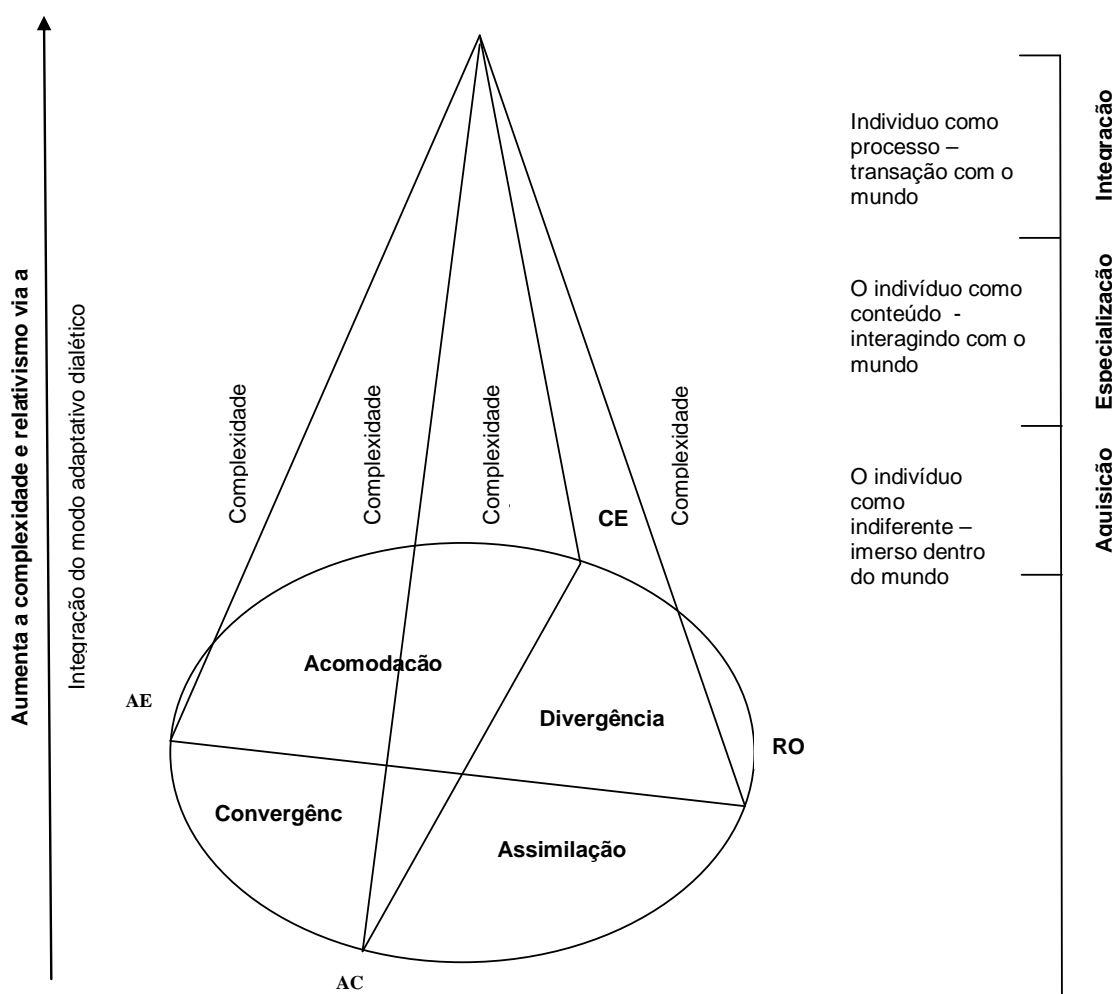 Aumenta a complexidade e relativismo via a
Integração do modo adaptativo dialético
Complexidade
Complexidade
Complexidade
Complexidade
CE
Acomodação
AE
Divergência
RO
Convergênc
Assimilação
AC
Individuo como
processo –
transação com o
mundo
O indivíduo como
conteúdo -
interagindo com o
mundo
O indivíduo
como
indiferente –
imerso dentro
do mundo
Integração
Especialização
Aquisição